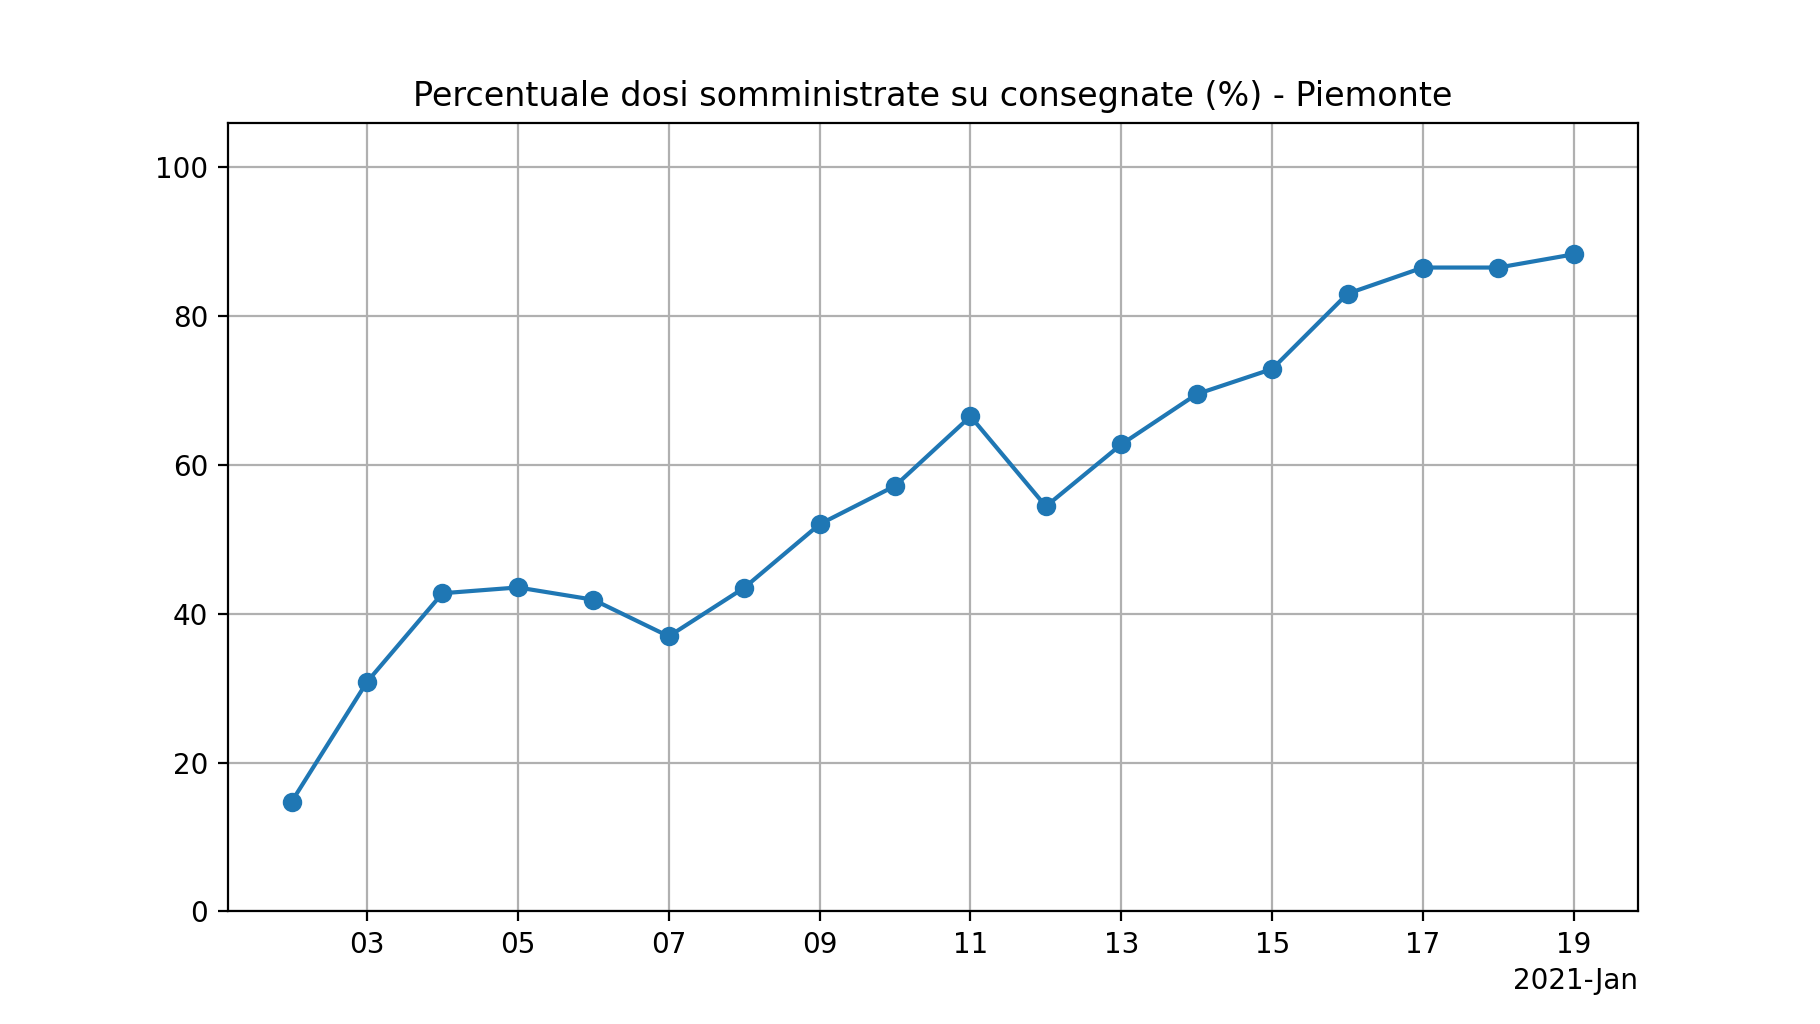 Percentuale dosi somministrate su consegnate (%) - Piemonte
100
80
60
40
20
0
03 05 07 09 11 13 15 17 19
2021-Jan